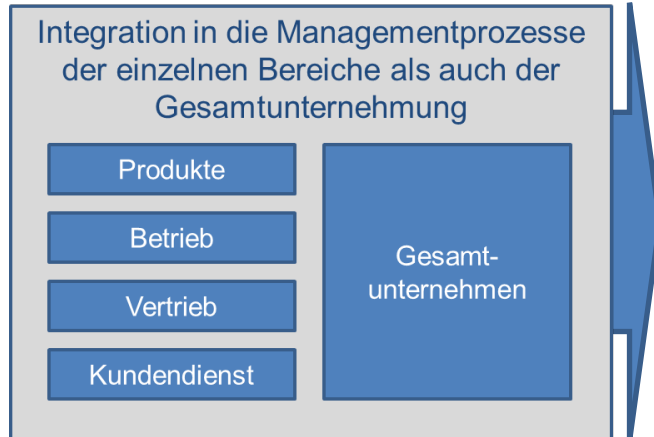 Integration in die Managementprozesse
der einzelnen Bereiche als auch der
Gesamtunternehmung
Produkte
Betrieb
Vertrieb
Kundendienst
Gesamt-
unternehmen